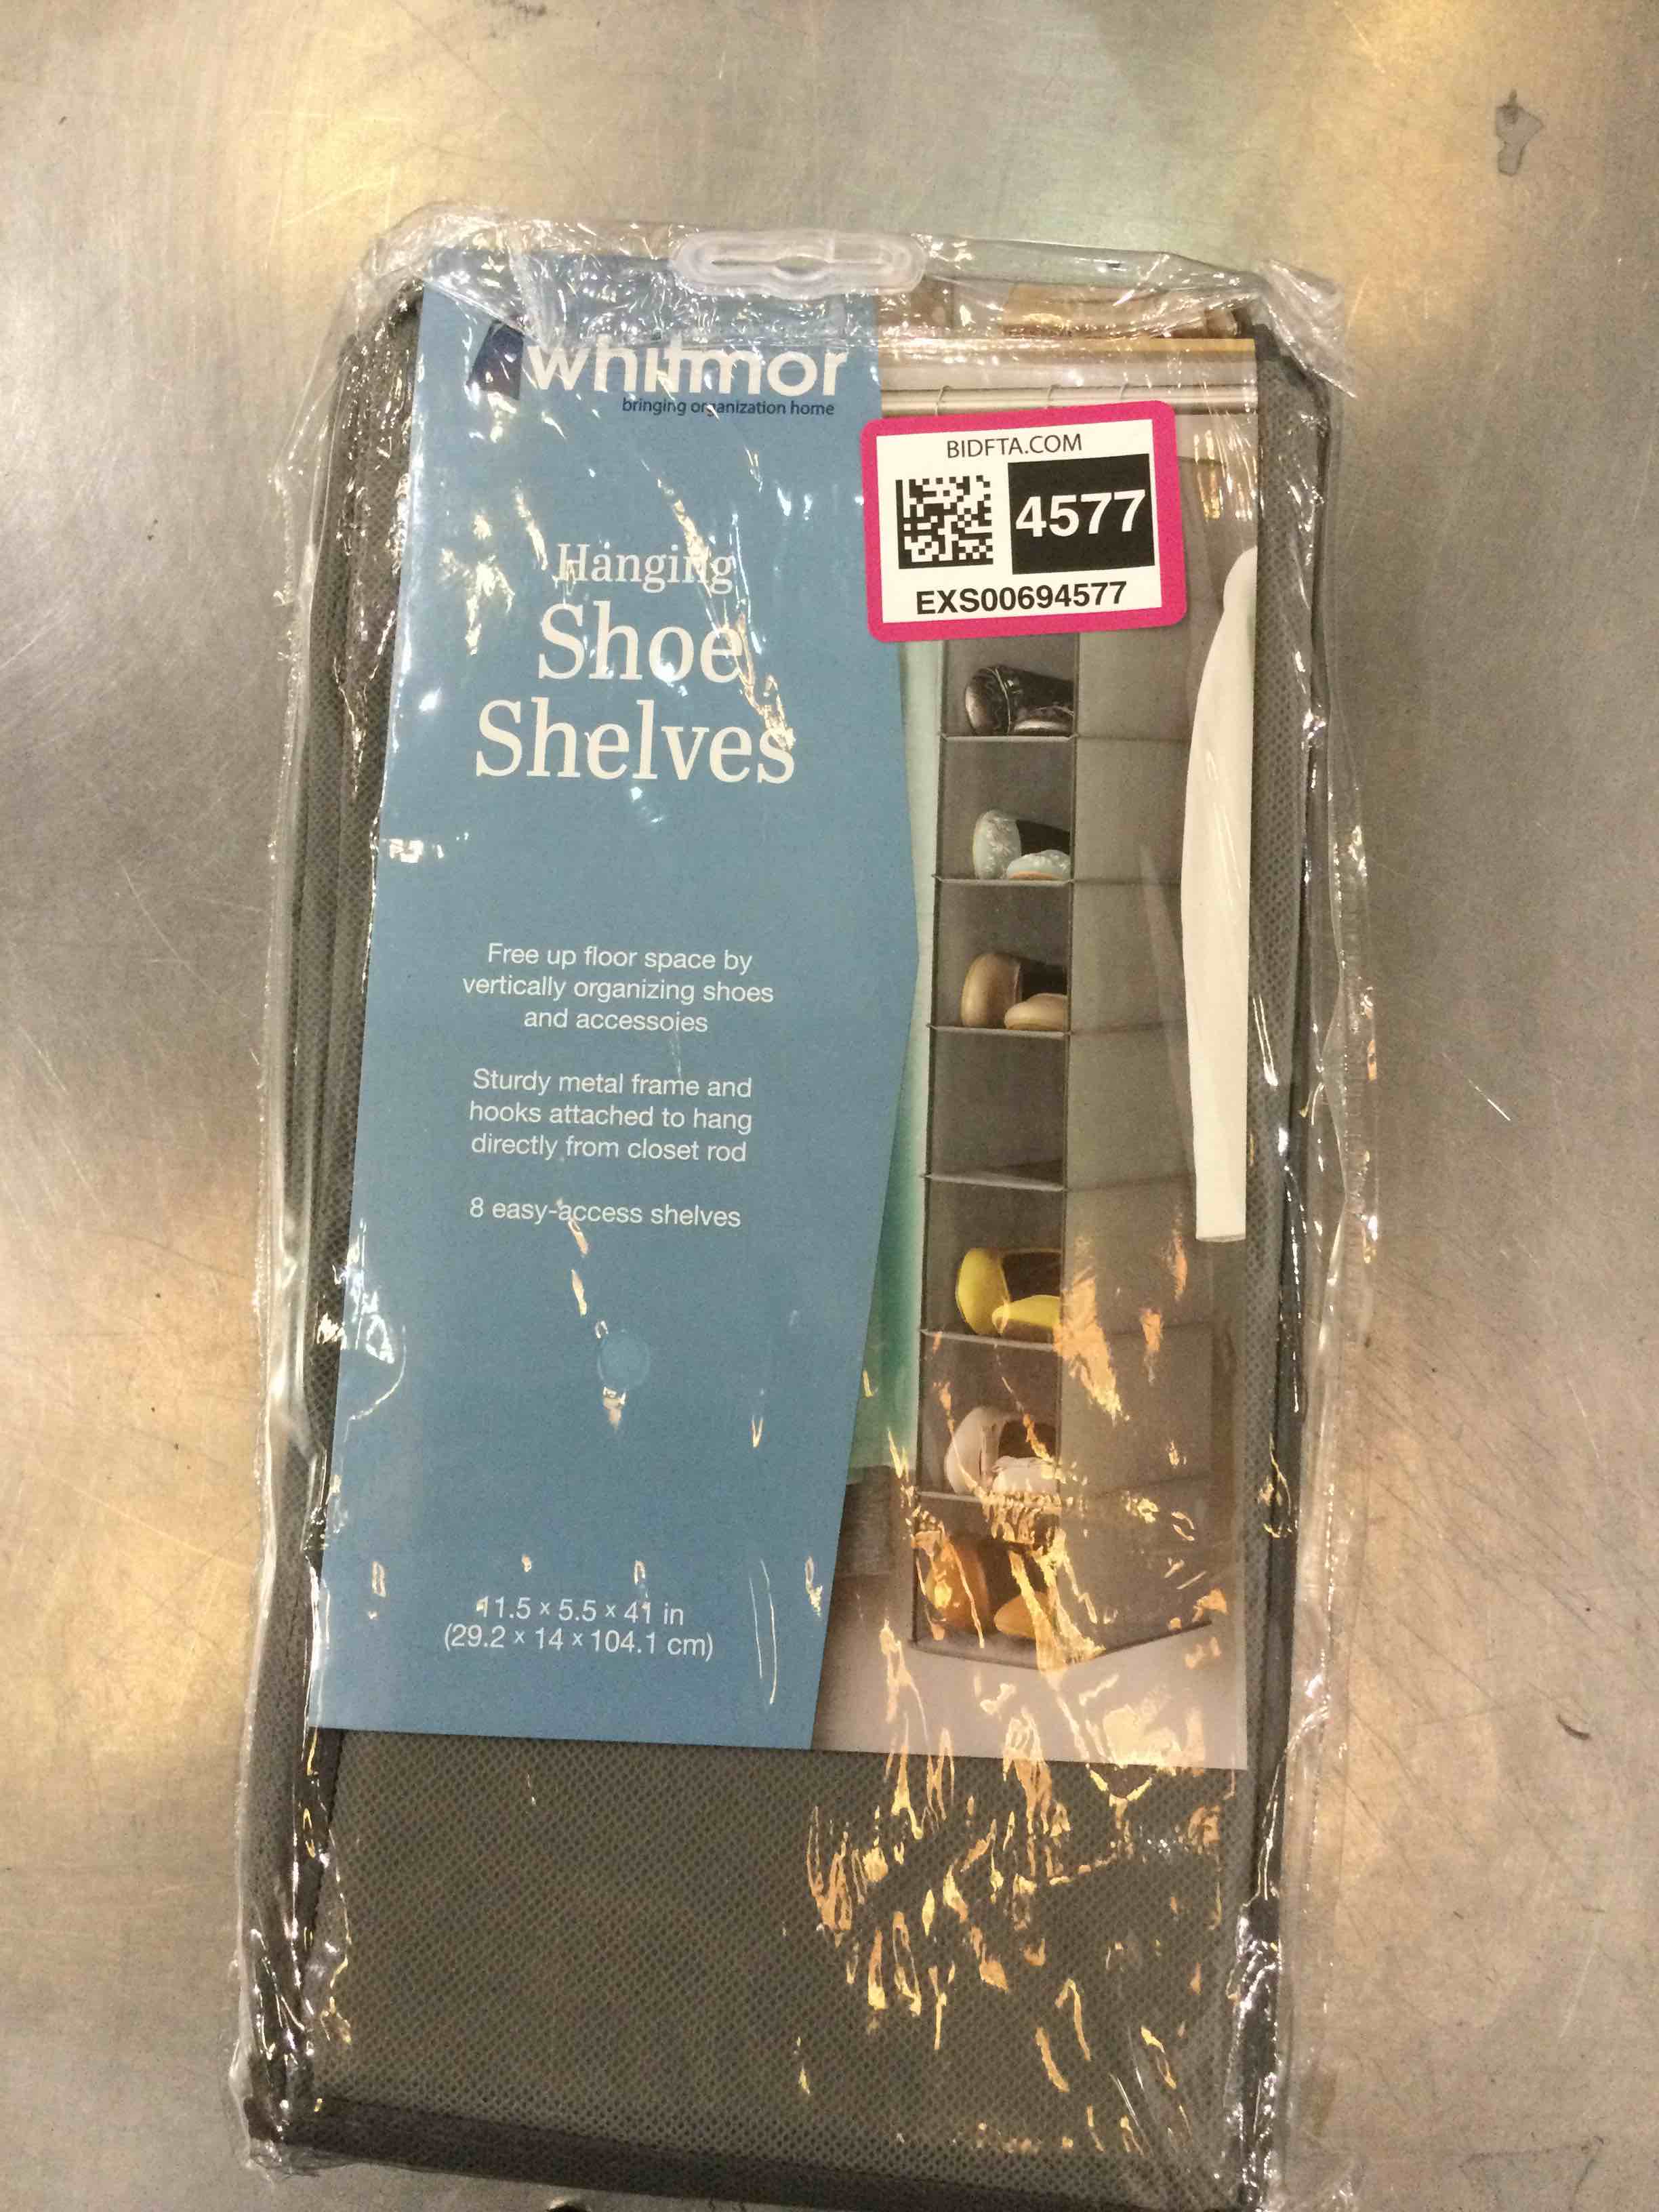 whitmor
bringing organization home
BIDFTA.COM
4577
EXS00694577
Hanging
Shoe
Shelves
Free up floor space by
vertically organizing shoes
and accessoies
Sturdy metal frame and
hooks attached to hang
directly from closet rod
8 easy-access shelves
11.5 × 5.5 × 41 in
(29.2 × 14 × 104.1 cm)